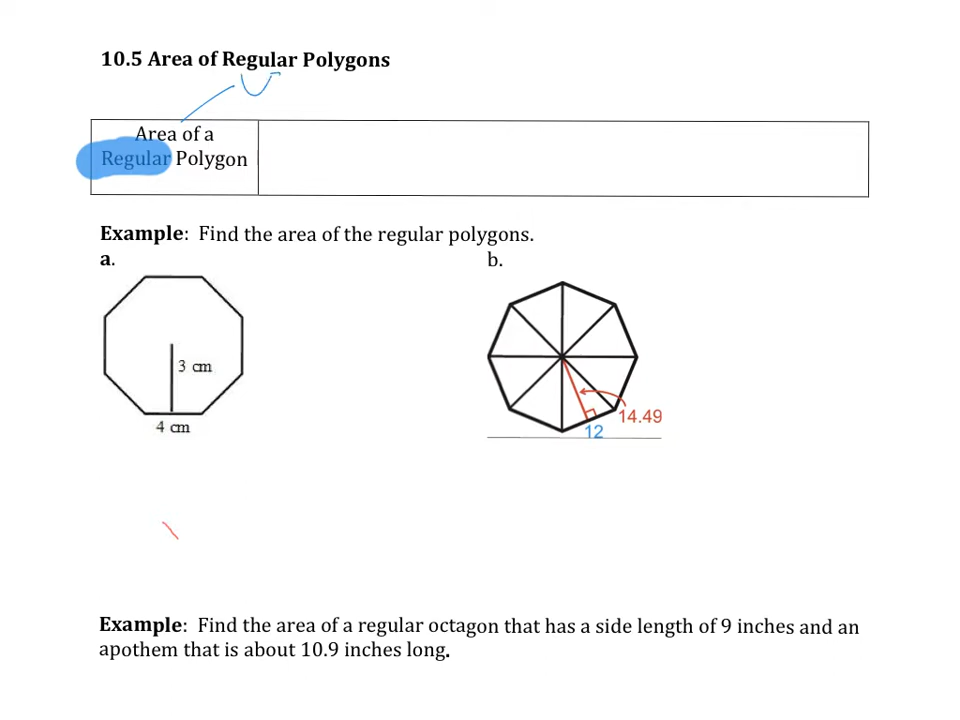 10.5 Area of Regular Polygons
Area of a
Regular Polygon
Example: Find the area of the regular polygons.
a.
b.
3 cm
4 cm
14.49
12
Example: Find the area of a regular octagon that has a side length of 9 inches and an
apothem that is about 10.9 inches long.